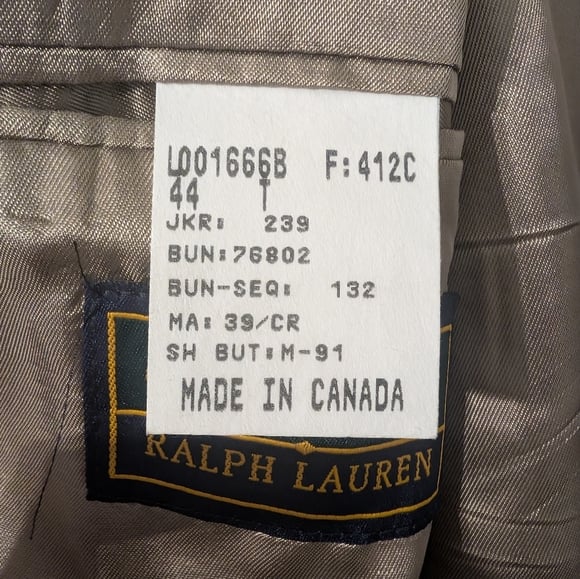 L001666B F:412C
44 T
JKR: 239
BUN:76802
BUN-SEQ: 132
MA: 39/CR
SH BUT:M-91
MADE IN CANADA
RALPH LAUREN